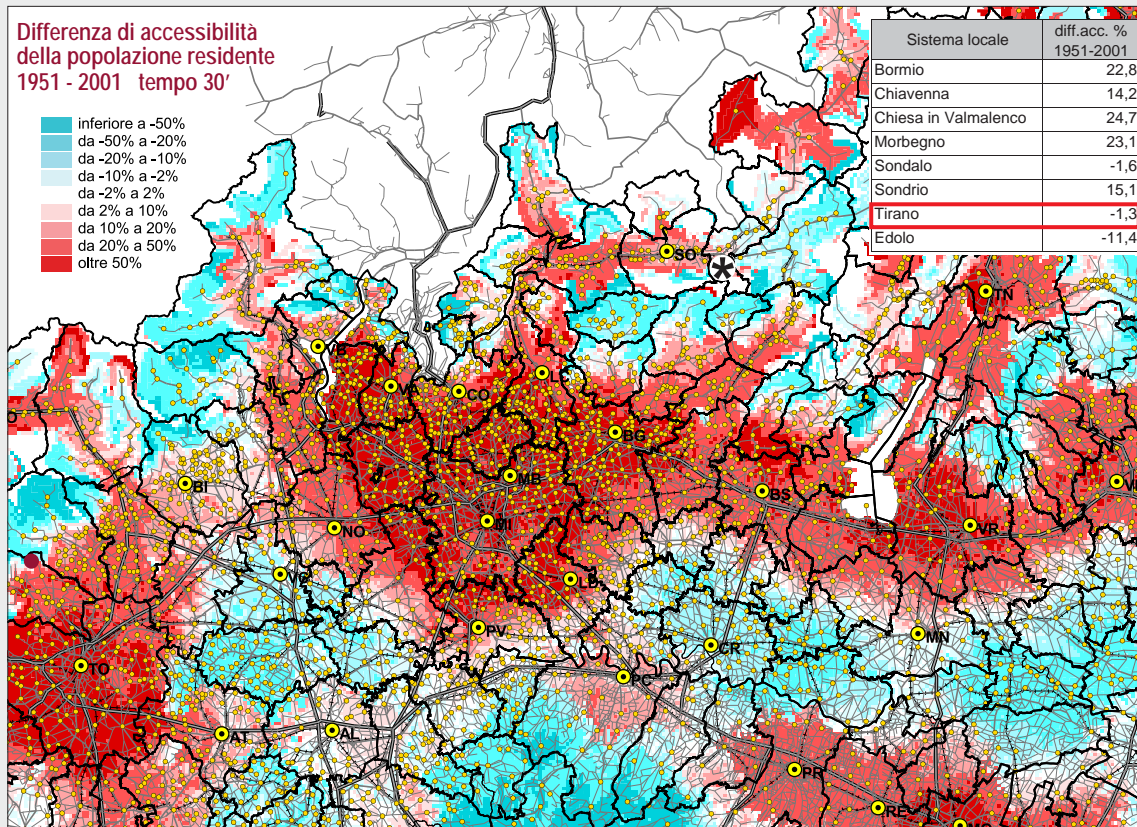 Differenza di accessibilità
della popolazione residente
1951 - 2001 tempo 30'
inferiore a -50%
da -50% a -20%
da -20% a -10%
da -10% a -2%
da -2% a 2%
da 2% a 10%
da 10% a 20%
da 20% a 50%
oltre 50%
Sistema locale diff.acc. %
1951-2001
Bormio 22,8
Chiavenna 14,2
Chiesa in Valmalenco 24,7
Morbegno 23,1
Sondalo -1,6
Sondrio 15,1
Tirano -1,3
Edolo -11,4
SO
*
TN
VB
CO
BG
BI
MB
BS
NO
MI
VR
VC
LO
PV
MN
CR
TO
PC
AT
AL
PR
RE